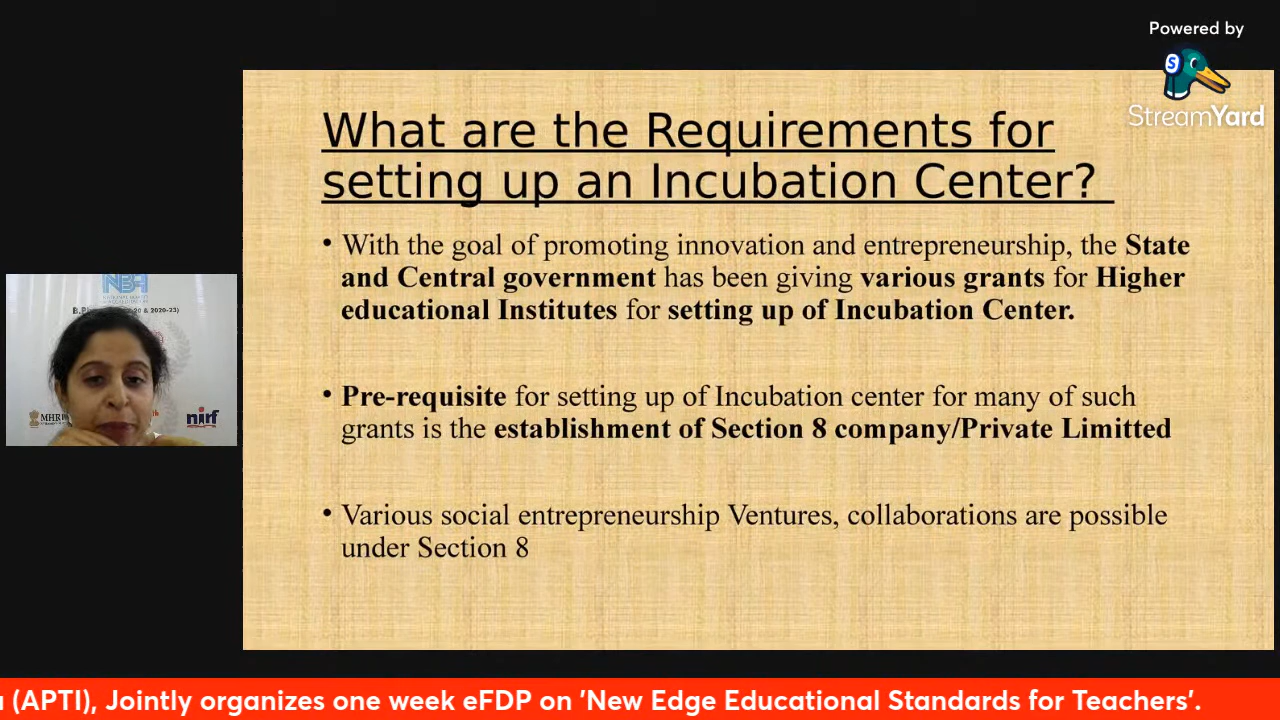 Powered by
StreamYard
What are the Requirements for
setting up an Incubation Center?
• With the goal of promoting innovation and entrepreneurship, the State
and Central government has been giving various grants for Higher
educational Institutes for setting up of Incubation Center.
• Pre-requisite for setting up of Incubation center for many of such
grants is the establishment of Section 8 company/Private Limitted
• Various social entrepreneurship Ventures, collaborations are possible
under Section 8
NBA
MHR
nirf
(APTI), Jointly organizes one week eFDP on 'New Edge Educational Standards for Teachers'.